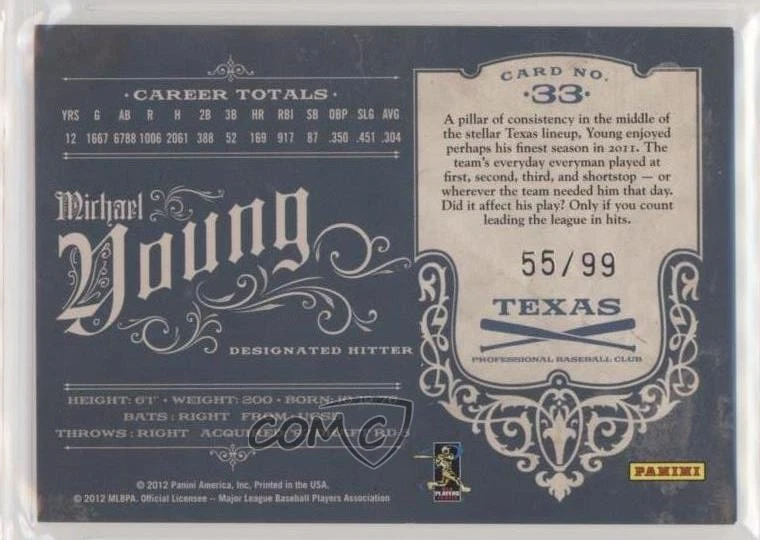 ·CAREER TOTALS·
YRS G AB R H 2B 3B HR RBI SB OBP SLG AVG
12 1667 6788 1006 2061 388 52 169 917 87 .350 .451 .304
Michael
Young
DESIGNATED HITTER
HEIGHT: 6'1" · WEIGHT: 200 · BORN:
BATS: RIGHT FROM:
THROWS: RIGHT
COMC
© 2012 Panini America, Inc. Printed in the USA.
© 2012 MLBPA. Official Licensee -- Major League Baseball Players Association
CARD NO.
·33·
A pillar of consistency in the middle of
the stellar Texas lineup, Young enjoyed
perhaps his finest season in 2011. The
team's everyday everyman played at
first, second, third, and shortstop — or
wherever the team needed him that day.
Did it affect his play? Only if you count
leading the league in hits.
55/99
TEXAS
PROFESSIONAL BASEBALL CLUB
PLAYERS
PANINI